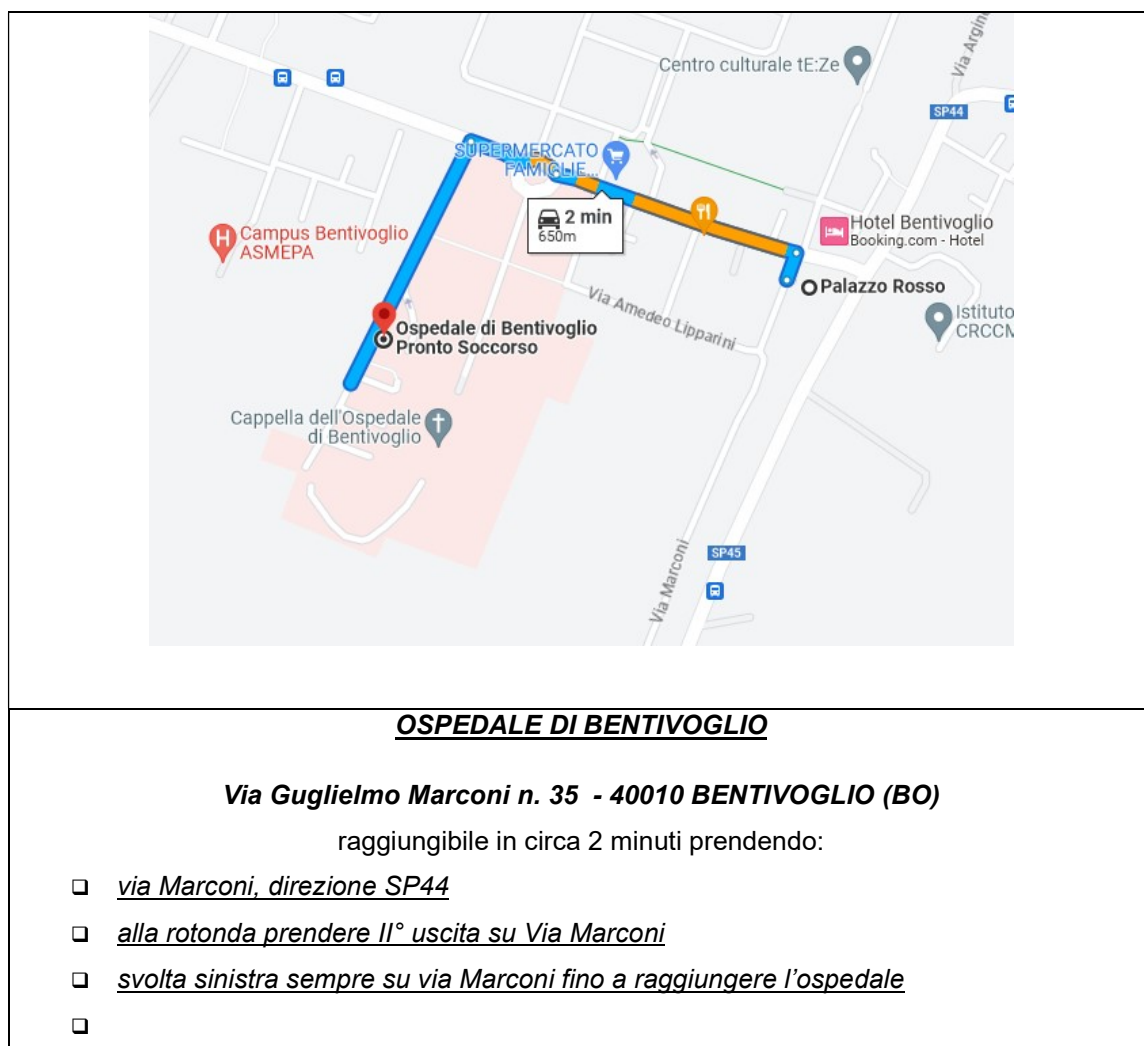 Centro culturale tE:Ze
Via Argine
SP44
SUPERMERCATO
FAMIGLIE...
2 min
650m
Hotel Bentivoglio
Booking.com - Hotel
Campus Bentivoglio
ASMEPA
Palazzo Rosso
Via Amedeo Lipparini
Istituto
CRCCM
Ospedale di Bentivoglio
Pronto Soccorso
Cappella dell'Ospedale
di Bentivoglio
SP45
Via Marconi
OSPEDALE DI BENTIVOGLIO
Via Guglielmo Marconi n. 35 - 40010 BENTIVOGLIO (BO)
raggiungibile in circa 2 minuti prendendo:
via Marconi, direzione SP44
alla rotonda prendere II° uscita su Via Marconi
svolta sinistra sempre su via Marconi fino a raggiungere l'ospedale